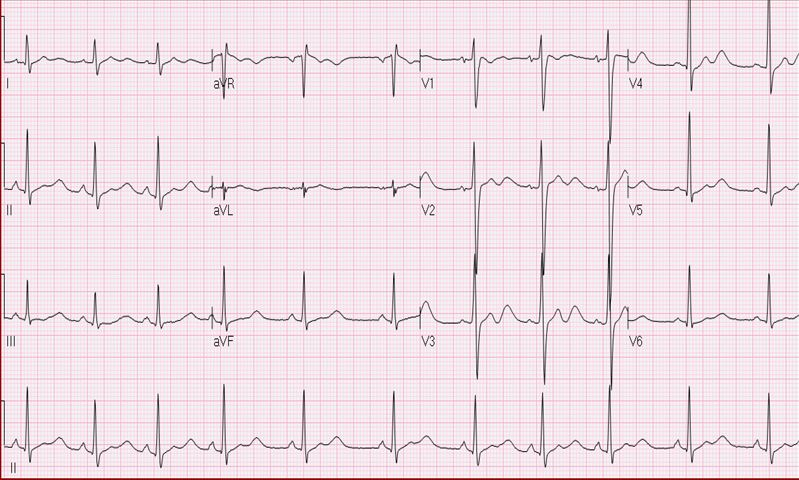 I aVR V1 V4
II aVL V2 V5
III aVF V3 V6
II